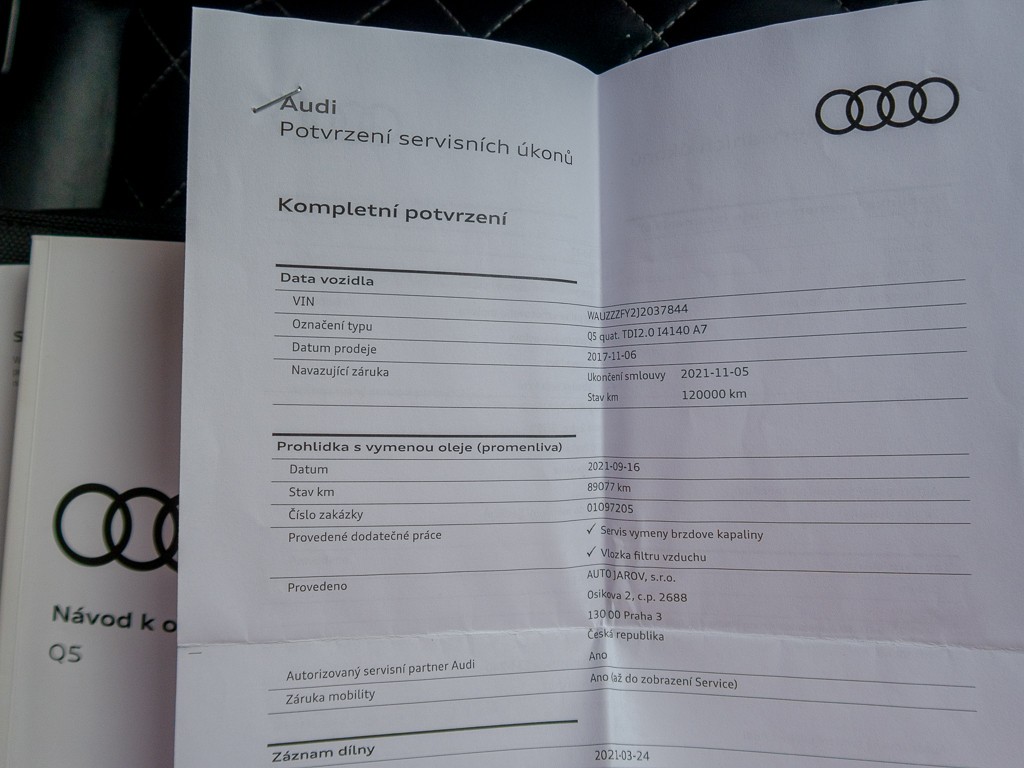 Audi
Potvrzení servisních úkonů
Kompletní potvrzení
Data vozidla
VIN WAUZZZFY2J2037844
Označení typu Q5 quat. TDI2.0 I4140 A7
Datum prodeje 2017-11-06
Navazující záruka Ukončení smlouvy 2021-11-05
Stav km 120000 km
Prohlidka s vymenou oleje (promenliva)
Datum 2021-09-16
Stav km 89077 km
Číslo zakázky 01097205
Provedené dodatečné práce ✓ Servis vymeny brzdove kapaliny
✓ Vlozka filtru vzduchu
Provedeno AUTO JAROV, s.r.o.
Osikova 2, c.p. 2688
130 00 Praha 3
Česká republika
Autorizovaný servisní partner Audi Ano
Záruka mobility Ano (až do zobrazení Service)
Záznam dílny 2021-03-24
Návod k o
Q5